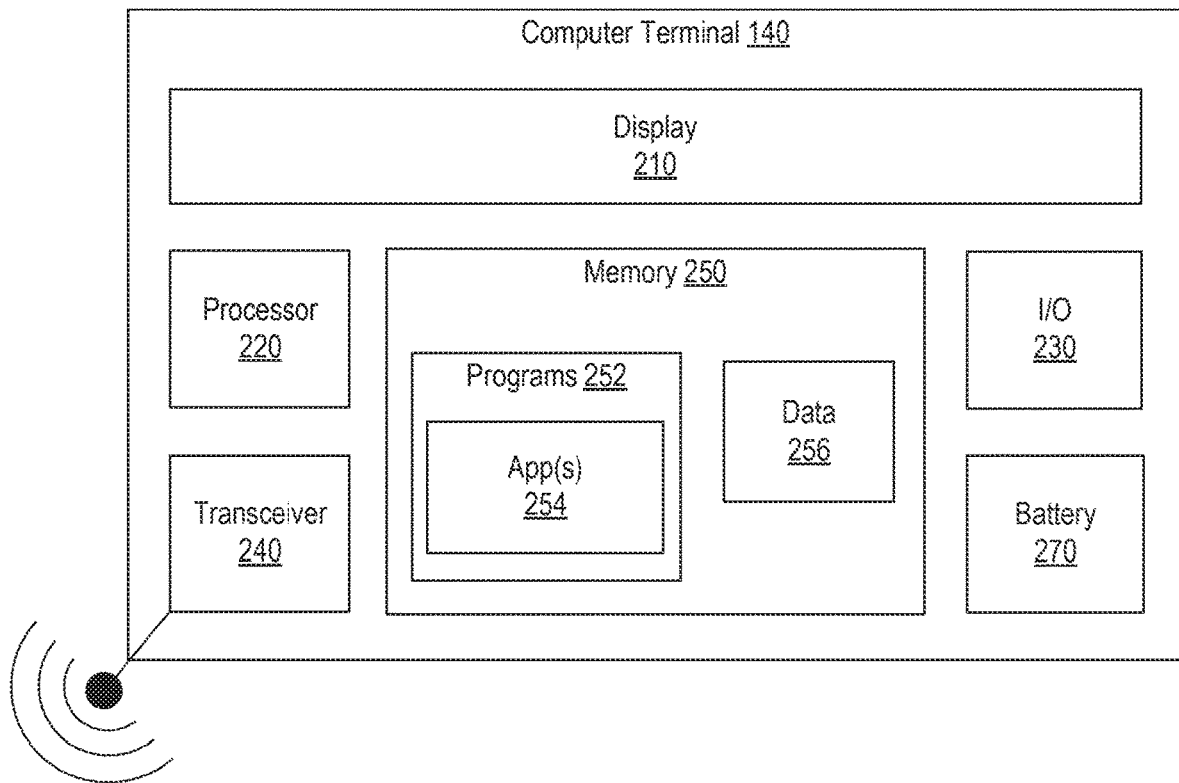 Computer Terminal 140
Display
210
Processor
220
Memory 250
I/O
230
Programs 252
App(s)
254
Data
256
Transceiver
240
Battery
270